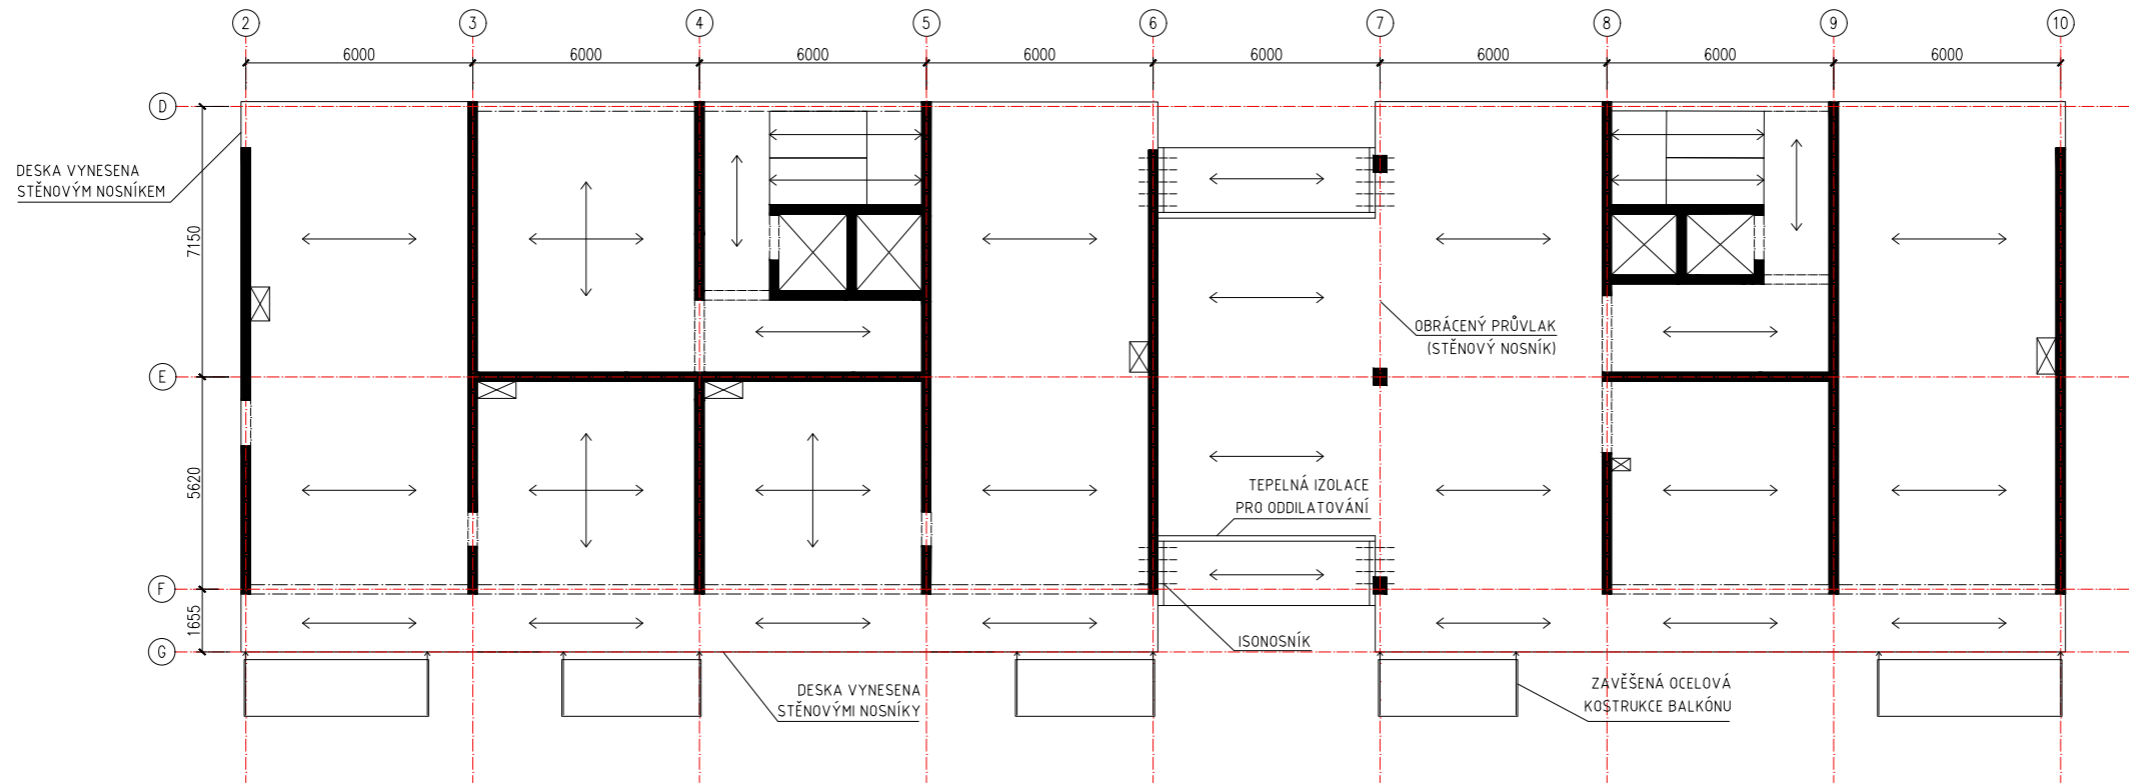 2 3 4 5 6 7 8 9 10
6000 6000 6000 6000 6000 6000 6000 6000
D
DESKA VYNESENA
STĚNOVÝM NOSNÍKEM
7150
OBRÁCENÝ PRŮVLAK
(STĚNOVÝ NOSNÍK)
E
5620
TEPELNÁ IZOLACE
PRO ODDILATOVÁNÍ
F
1655
ISONOSNÍK
G
DESKA VYNESENA
STĚNOVÝMI NOSNÍKY
ZAVĚŠENÁ OCELOVÁ
KOSTRUKCE BALKÓNU